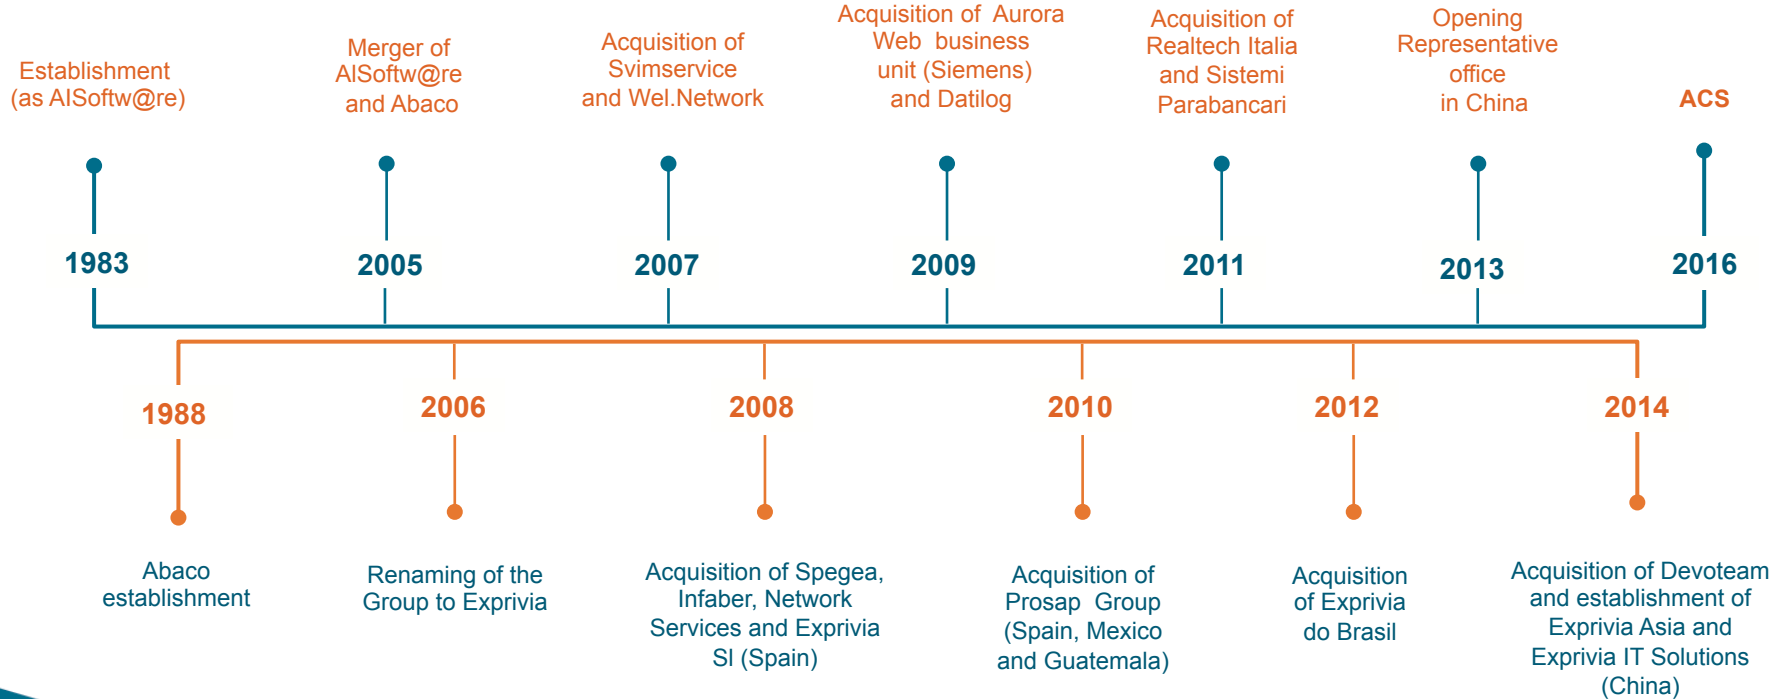 Establishment
(as AISoftw@re)
Merger of
AISoftw@re
and Abaco
Acquisition of
Svimservice
and Wel.Network
Acquisition of Aurora
Web business
unit (Siemens)
and Datilog
Acquisition of
Realtech Italia
and Sistemi
Parabancari
Opening
Representative
office
in China
ACS
1983
2005
2007
2009
2011
2013
2016
1988
2006
2008
2010
2012
2014
Abaco
establishment
Renaming of the
Group to Exprivia
Acquisition of Spegea,
Infaber, Network
Services and Exprivia
SI (Spain)
Acquisition of
Prosap Group
(Spain, Mexico
and Guatemala)
Acquisition
of Exprivia
do Brasil
Acquisition of Devoteam
and establishment of
Exprivia Asia and
Exprivia IT Solutions
(China)